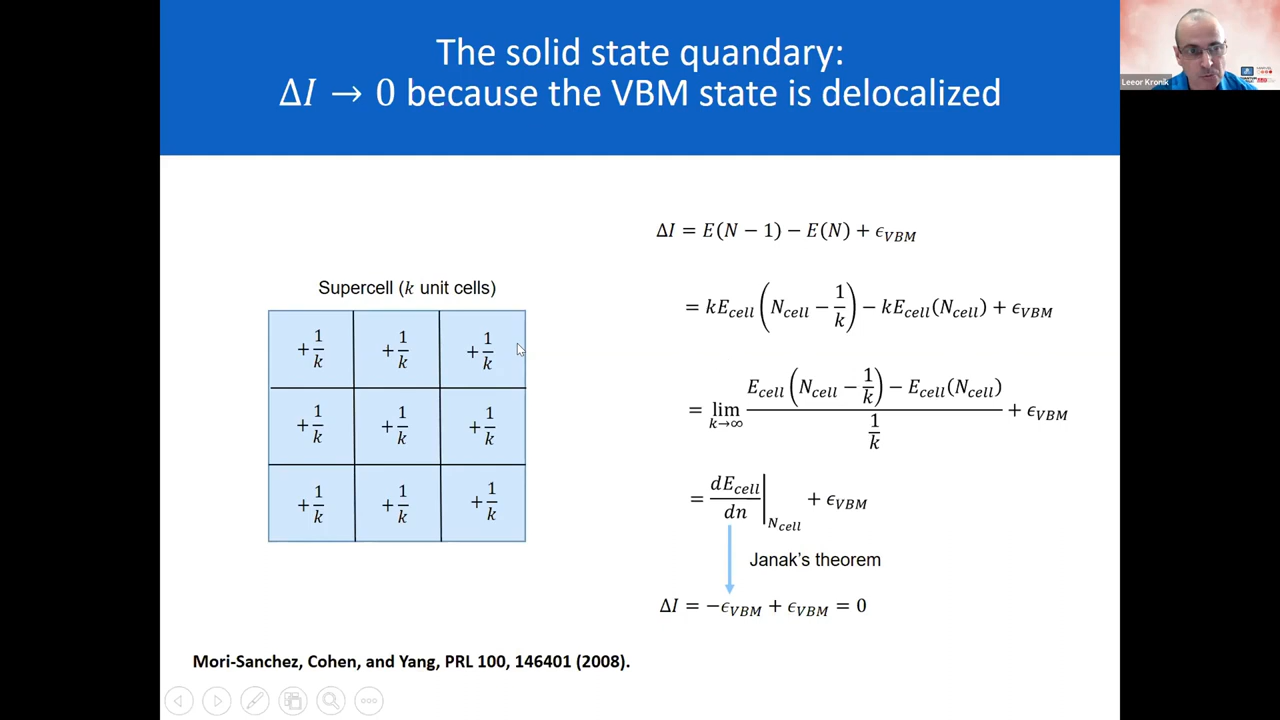 The solid state quandary:
ΔI → 0 because the VBM state is delocalized
Leeor Kronik
Supercell (k unit cells)
+1/k +1/k +1/k
+1/k +1/k +1/k
+1/k +1/k +1/k
ΔI = E(N − 1) − E(N) + ϵ_VBM
= kE_cell (N_cell − 1/k) − kE_cell(N_cell) + ϵ_VBM
= lim_{k→∞} (E_cell (N_cell − 1/k) − E_cell(N_cell)) / (1/k) + ϵ_VBM
= dE_cell/dn |_{N_cell} + ϵ_VBM
Janak's theorem
ΔI = −ϵ_VBM + ϵ_VBM = 0
Mori-Sanchez, Cohen, and Yang, PRL 100, 146401 (2008).